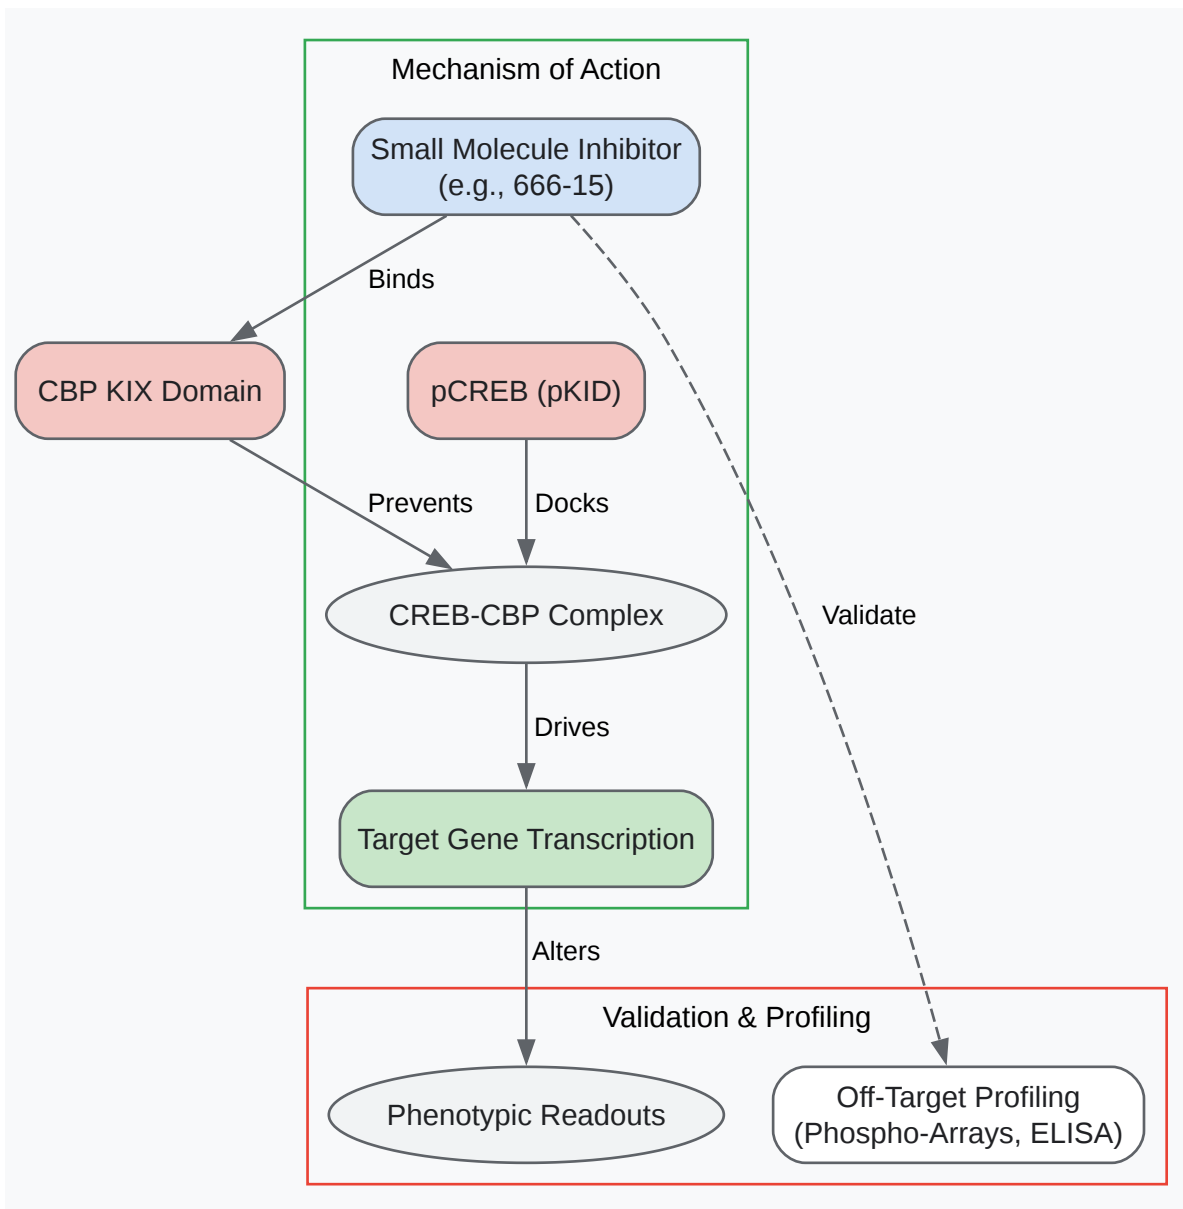 Mechanism of Action
Small Molecule Inhibitor
(e.g., 666-15)
Binds
CBP KIX Domain
pCREB (pKID)
Prevents
Docks
CREB-CBP Complex
Validate
Drives
Target Gene Transcription
Alters
Validation & Profiling
Phenotypic Readouts
Off-Target Profiling
(Phospho-Arrays, ELISA)